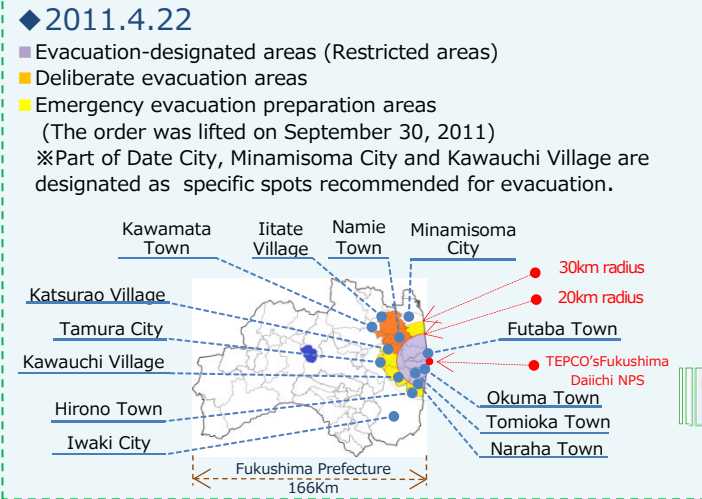 ◆2011.4.22
Evacuation-designated areas (Restricted areas)
Deliberate evacuation areas
Emergency evacuation preparation areas
(The order was lifted on September 30, 2011)
※Part of Date City, Minamisoma City and Kawauchi Village are
designated as specific spots recommended for evacuation.
Kawamata
Town
Iitate
Village
Namie
Town
Minamisoma
City
30km radius
20km radius
Katsurao Village
Tamura City
Kawauchi Village
Hirono Town
Iwaki City
Futaba Town
TEPCO'sFukushima
Daiichi NPS
Okuma Town
Tomioka Town
Naraha Town
Fukushima Prefecture
166Km